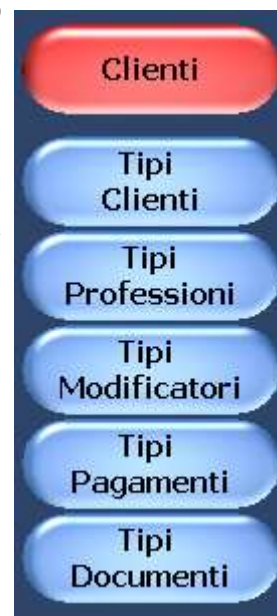 Clienti
Tipi
Clienti
Tipi
Professioni
Tipi
Modificatori
Tipi
Pagamenti
Tipi
Documenti